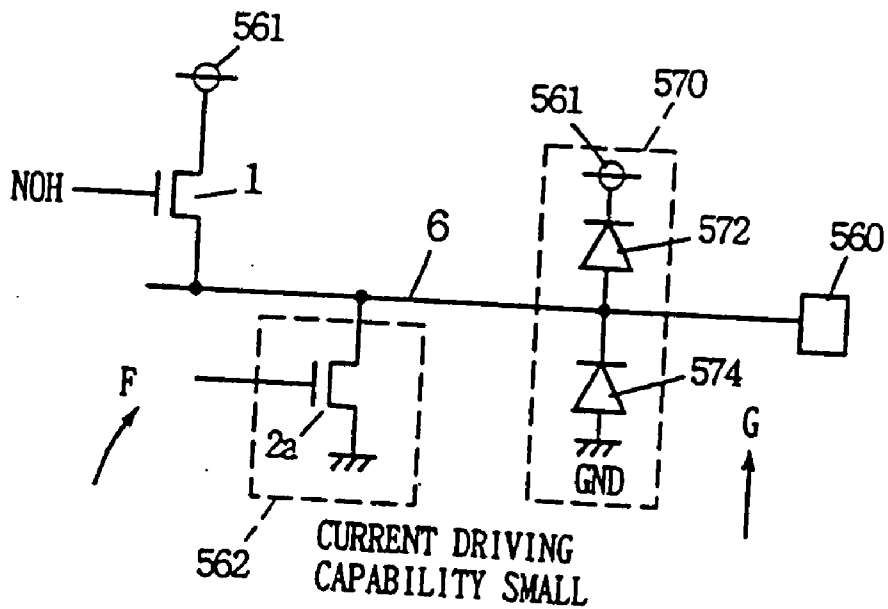 561
570
561
NOH
1
572
6
560
F
574
2a
G
GND
562
CURRENT DRIVING
CAPABILITY SMALL